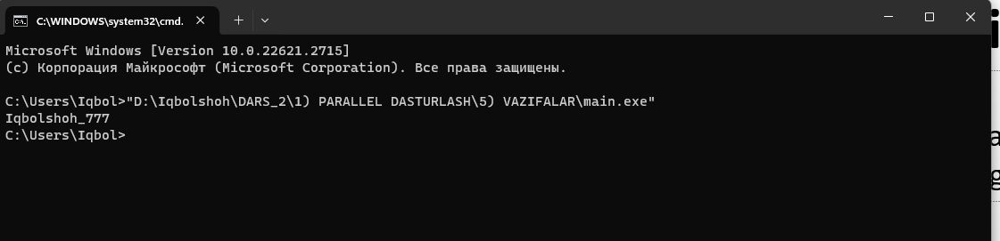 C:\WINDOWS\system32\cmd.
Microsoft Windows [Version 10.0.22621.2715]
(c) Корпорация Майкрософт (Microsoft Corporation). Все права защищены.
C:\Users\Iqbol>"D:\Iqbolshoh\DARS_2\1) PARALLEL DASTURLASH\5) VAZIFALAR\main.exe"
Iqbolshoh_777
C:\Users\Iqbol>